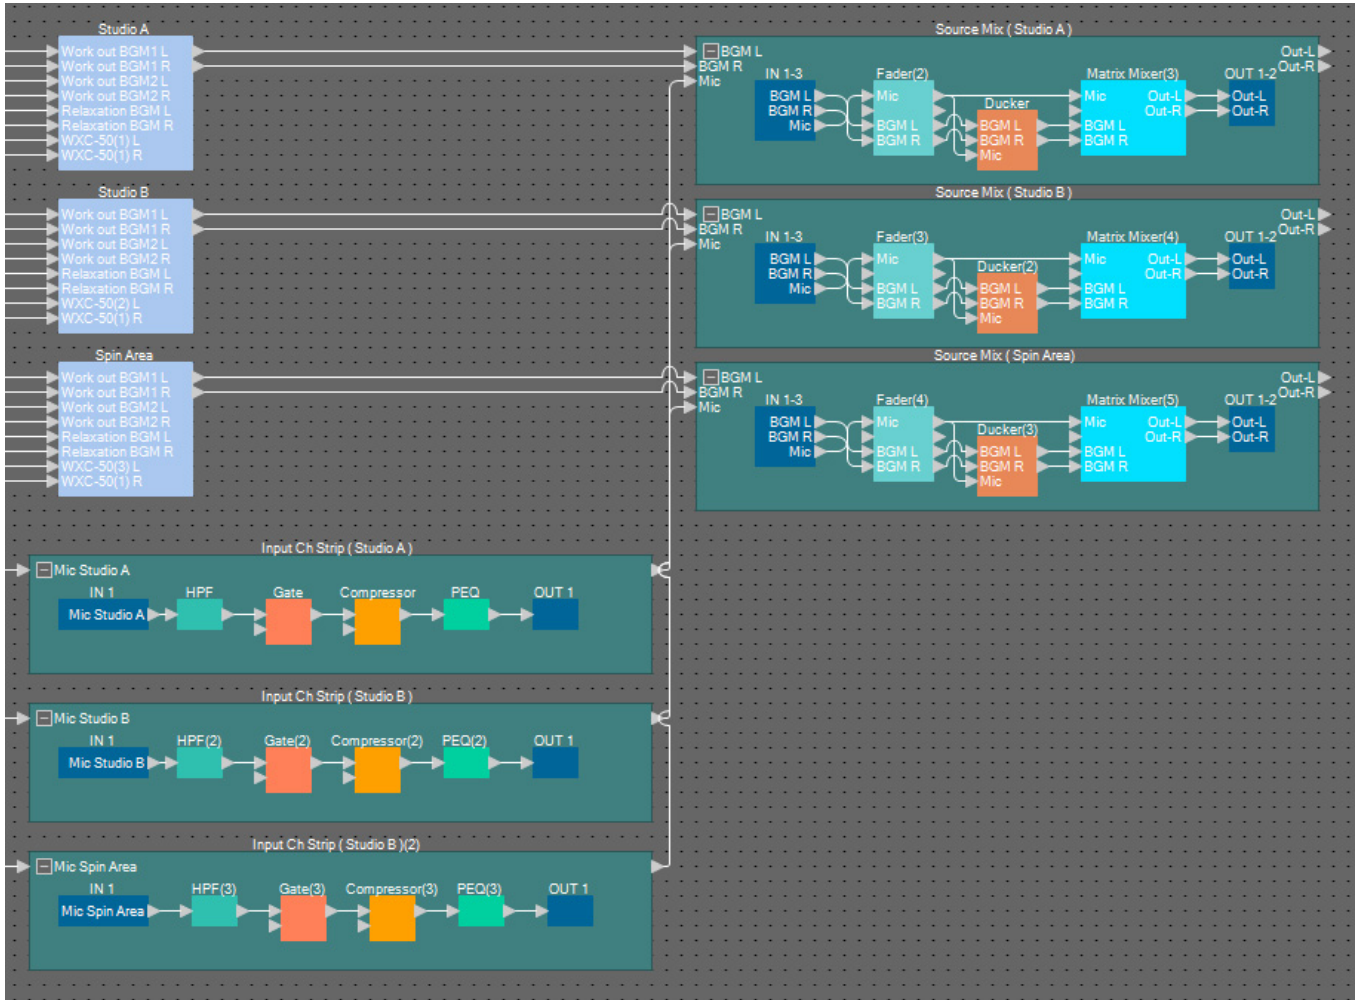 Studio A
Work out BGM1 L
Work out BGM1 R
Work out BGM2 L
Work out BGM2 R
Relaxation BGM L
Relaxation BGM R
WXC-50(1) L
WXC-50(1) R
Studio B
Work out BGM1 L
Work out BGM1 R
Work out BGM2 L
Work out BGM2 R
Relaxation BGM L
Relaxation BGM R
WXC-50(2) L
WXC-50(1) R
Spin Area
Work out BGM1 L
Work out BGM1 R
Work out BGM2 L
Work out BGM2 R
Relaxation BGM L
Relaxation BGM R
WXC-50(3) L
WXC-50(1) R
Source Mix ( Studio A )
BGM L
BGM R
Mic
IN 1-3
BGM L
BGM R
Mic
Fader(2)
Mic
BGM L
BGM R
Ducker
BGM L
BGM R
Mic
Matrix Mixer(3)
Mic Out-L
Out-R
BGM L
BGM R
OUT 1-2
Out-L
Out-R
Out-L
Out-R
Source Mix ( Studio B )
BGM L
BGM R
Mic
IN 1-3
BGM L
BGM R
Mic
Fader(3)
Mic
BGM L
BGM R
Ducker(2)
BGM L
BGM R
Mic
Matrix Mixer(4)
Mic Out-L
Out-R
BGM L
BGM R
OUT 1-2
Out-L
Out-R
Out-L
Out-R
Source Mix ( Spin Area)
BGM L
BGM R
Mic
IN 1-3
BGM L
BGM R
Mic
Fader(4)
Mic
BGM L
BGM R
Ducker(3)
BGM L
BGM R
Mic
Matrix Mixer(5)
Mic Out-L
Out-R
BGM L
BGM R
OUT 1-2
Out-L
Out-R
Out-L
Out-R
Input Ch Strip ( Studio A )
Mic Studio A
IN 1 HPF Gate Compressor PEQ OUT 1
Mic Studio A
Input Ch Strip ( Studio B )
Mic Studio B
IN 1 HPF(2) Gate(2) Compressor(2) PEQ(2) OUT 1
Mic Studio B
Input Ch Strip ( Studio B )(2)
Mic Spin Area
IN 1 HPF(3) Gate(3) Compressor(3) PEQ(3) OUT 1
Mic Spin Area